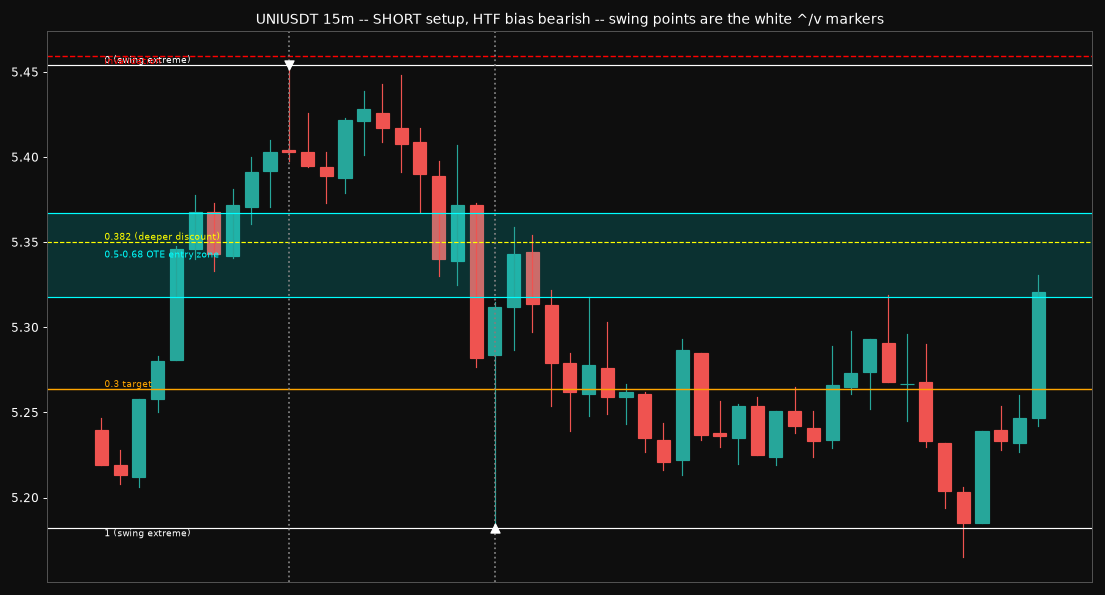 UNIUSDT 15m -- SHORT setup, HTF bias bearish -- swing points are the white ^/v markers
0 (swing extreme)
5.45
5.40
0.382 (deeper discount)
5.35
0.5-0.68 OTE entry zone
5.30
0.3 target
5.25
5.20
1 (swing extreme)